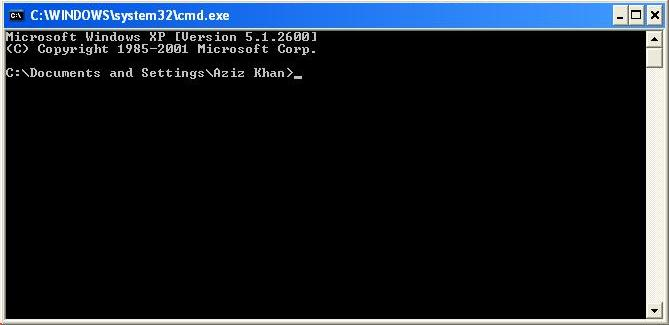 C:\WINDOWS\system32\cmd.exe
Microsoft Windows XP [Version 5.1.2600]
(C) Copyright 1985-2001 Microsoft Corp.
C:\Documents and Settings\Aziz Khan>_